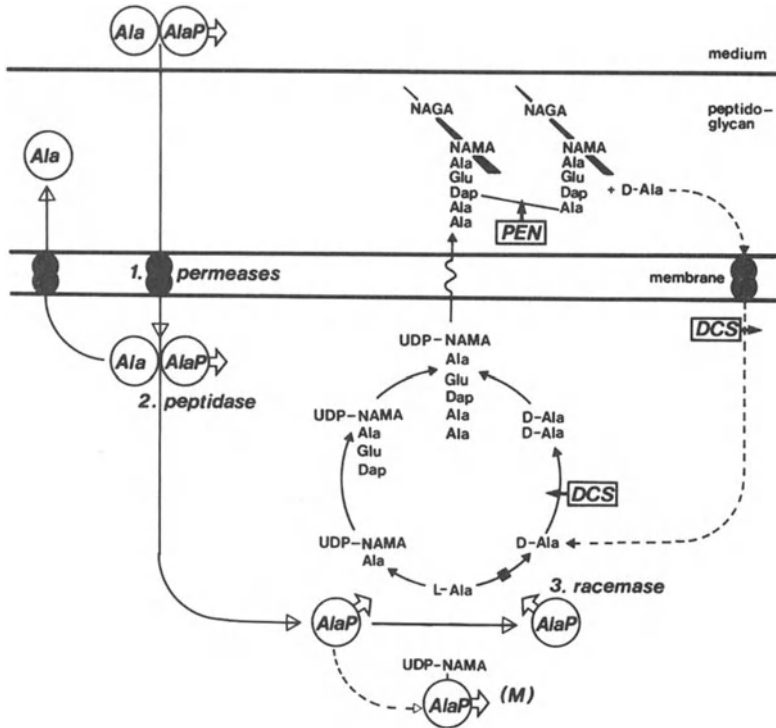 Ala AlaP
medium
NAGA NAGA peptido-
glycan
Ala
NAMA NAMA
Ala Ala
Glu Glu
Dap Dap + D-Ala
Ala Ala
Ala
PEN
1. permeases
membrane
DCS
UDP-NAMA
Ala
Glu
Dap
Ala
Ala
Ala AlaP
2. peptidase
UDP-NAMA
Ala
Glu
Dap
D-Ala
D-Ala
DCS
UDP-NAMA
Ala
D-Ala
L-Ala
3. racemase
AlaP AlaP
UDP-NAMA
AlaP (M)